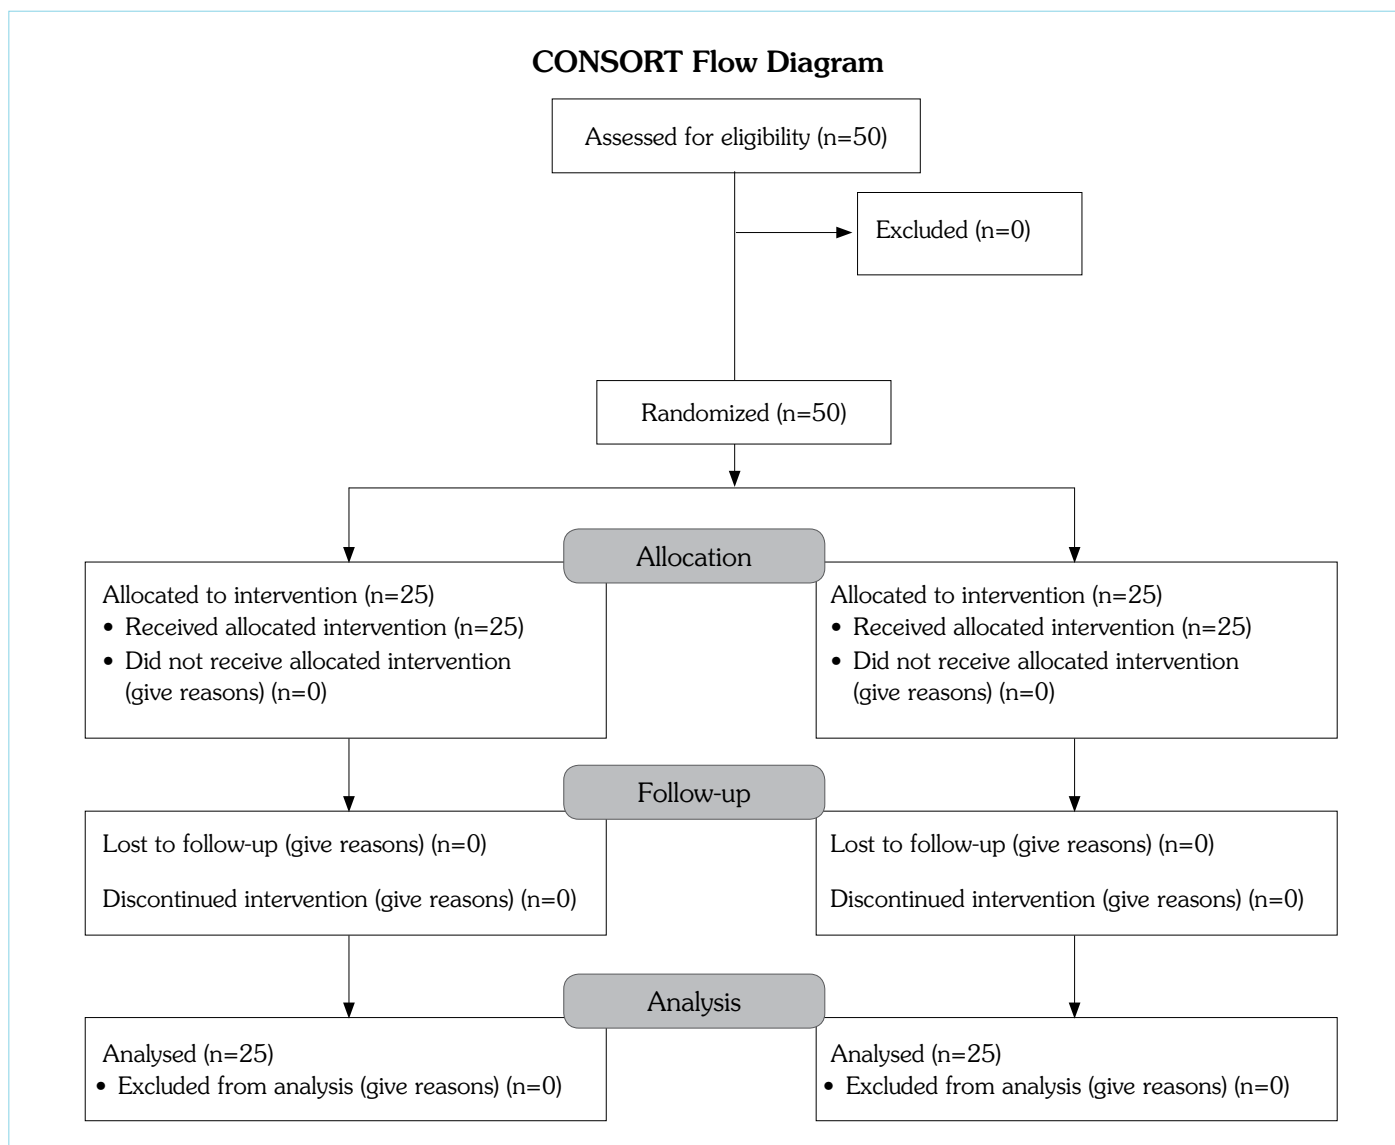 CONSORT Flow Diagram
Assessed for eligibility (n=50)
Excluded (n=0)
Randomized (n=50)
Allocation
Allocated to intervention (n=25)
• Received allocated intervention (n=25)
• Did not receive allocated intervention
(give reasons) (n=0)
Allocated to intervention (n=25)
• Received allocated intervention (n=25)
• Did not receive allocated intervention
(give reasons) (n=0)
Follow-up
Lost to follow-up (give reasons) (n=0)
Discontinued intervention (give reasons) (n=0)
Lost to follow-up (give reasons) (n=0)
Discontinued intervention (give reasons) (n=0)
Analysis
Analysed (n=25)
• Excluded from analysis (give reasons) (n=0)
Analysed (n=25)
• Excluded from analysis (give reasons) (n=0)